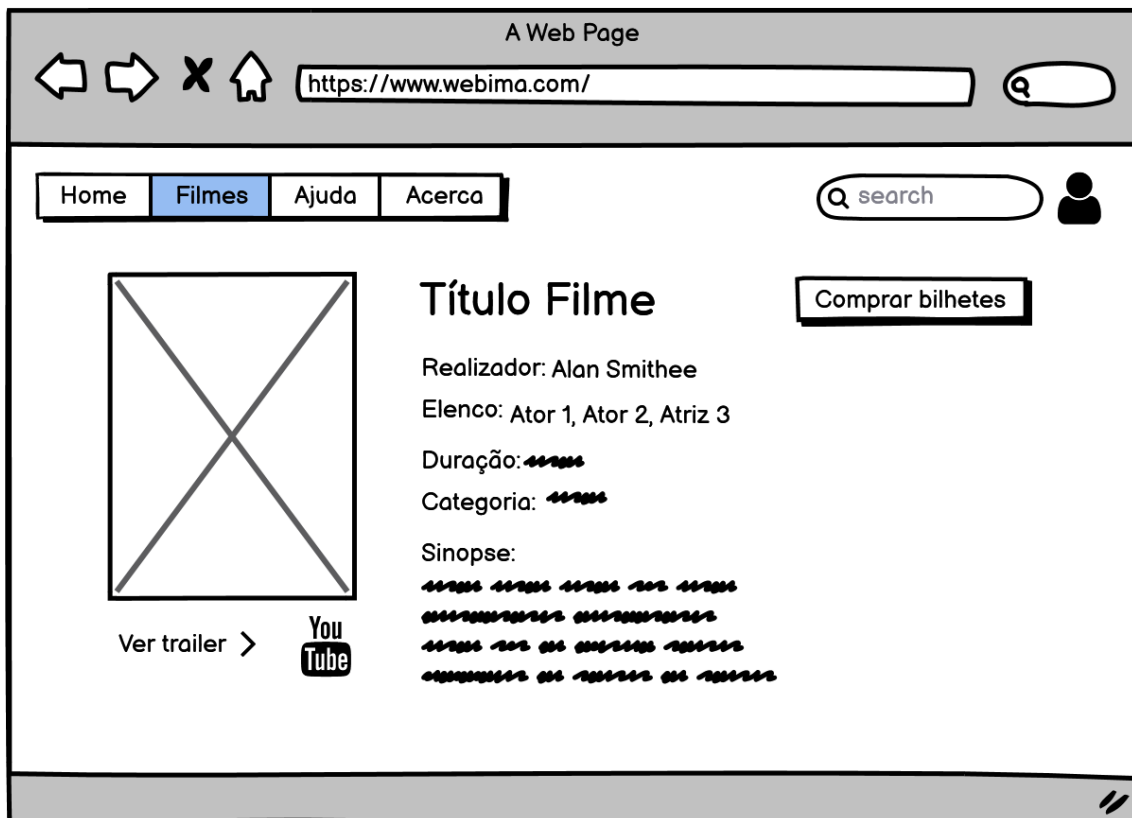 A Web Page
https://www.webima.com/
Home Filmes Ajuda Acerca
search
Título Filme
Comprar bilhetes
Realizador: Alan Smithee
Elenco: Ator 1, Ator 2, Atriz 3
Duração:
Categoria:
Sinopse:
Ver trailer
You
Tube